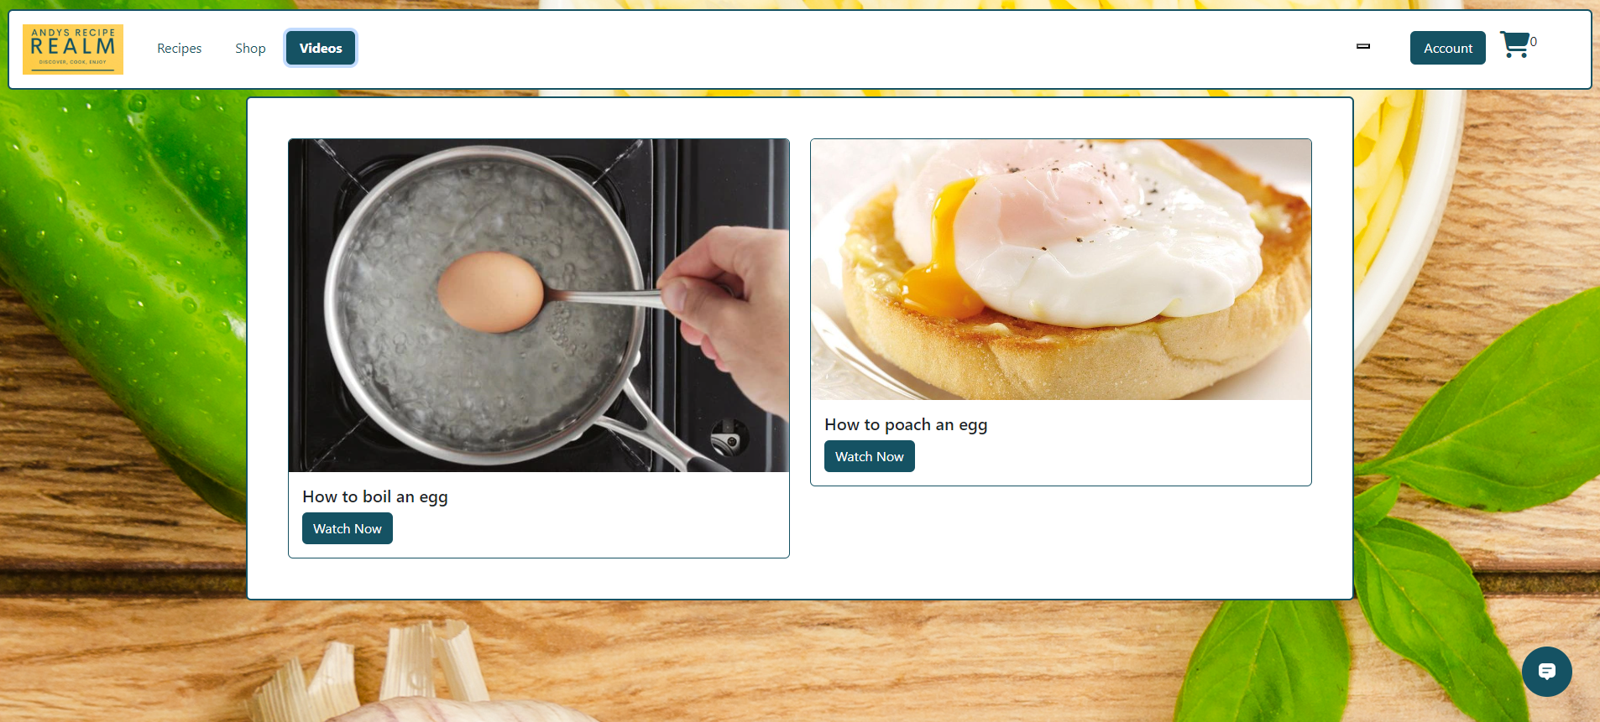 ANDYS RECIPE
REALM
DISCOVER, COOK, ENJOY
Recipes
Shop
Videos
Account
0
How to boil an egg
Watch Now
How to poach an egg
Watch Now